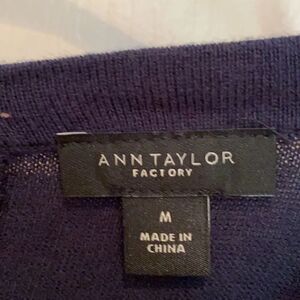 ANN TAYLOR
FACTORY
M
MADE IN
CHINA